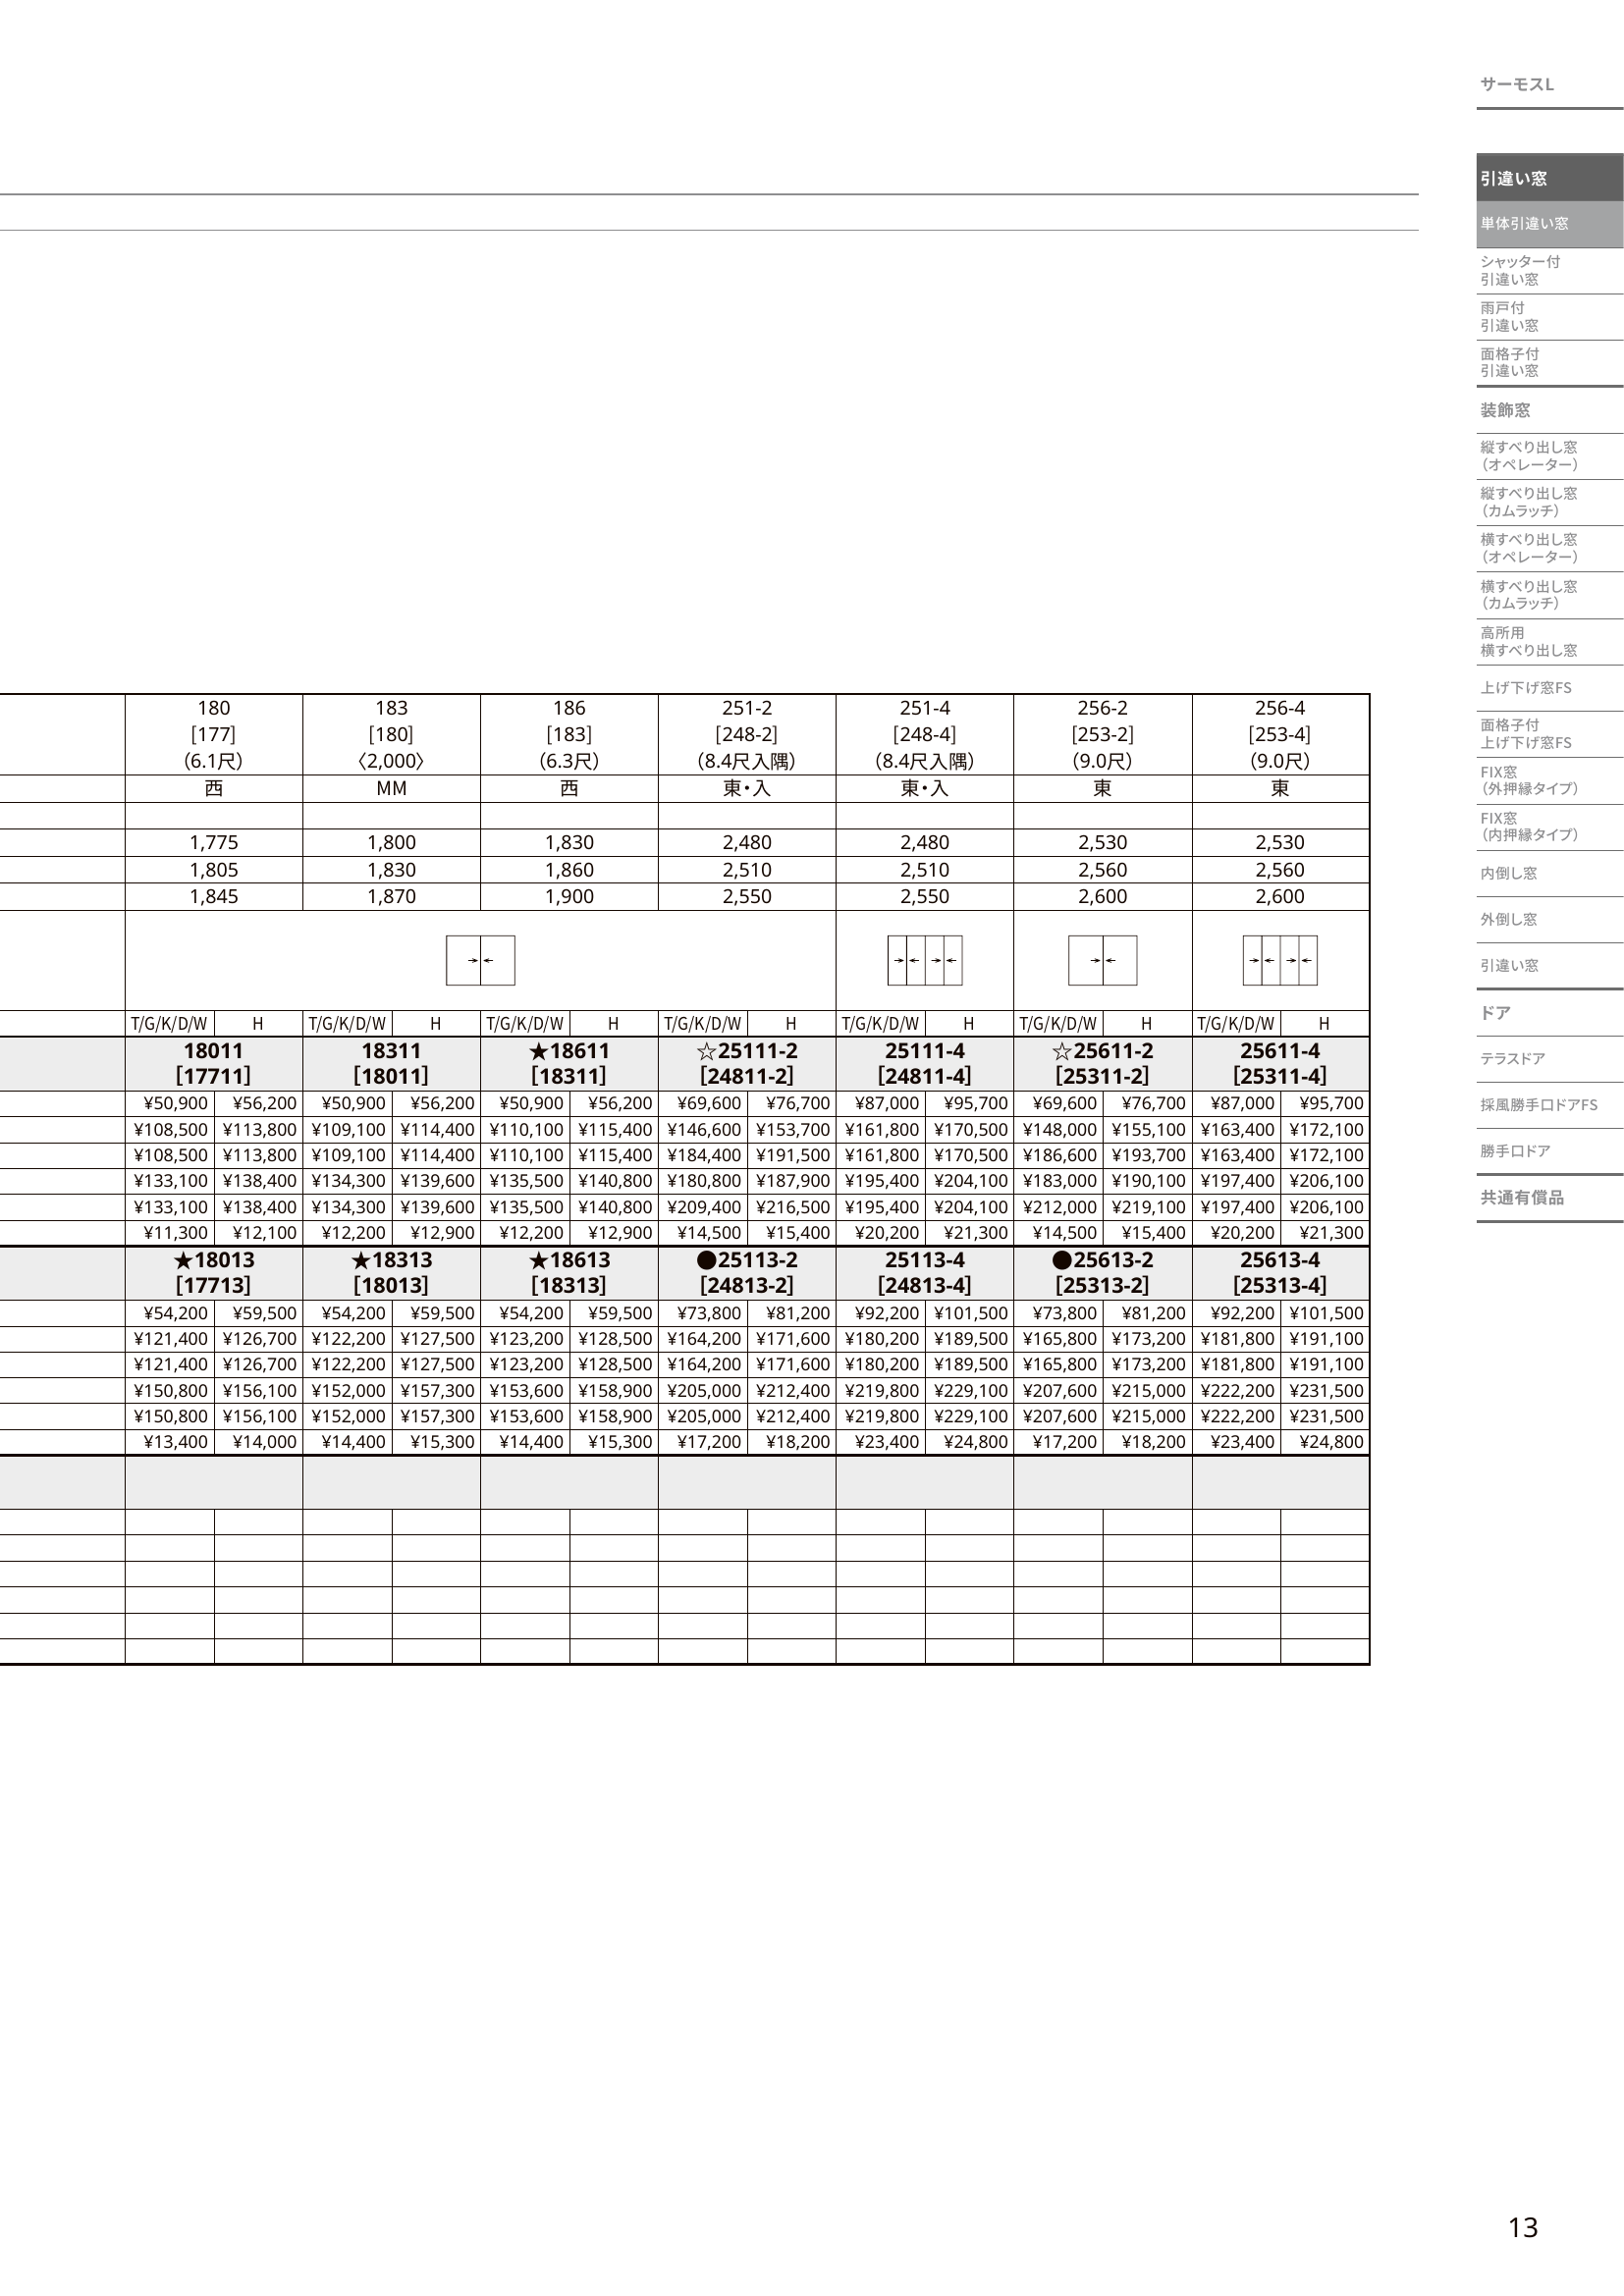 サーモスL
引違い窓
単体引違い窓
シャッター付
引違い窓
雨戸付
引違い窓
面格子付
引違い窓
装飾窓
縦すべり出し窓
（オペレーター）
縦すべり出し窓
（カムラッチ）
横すべり出し窓
（オペレーター）
横すべり出し窓
（カムラッチ）
高所用
横すべり出し窓
上げ下げ窓FS
面格子付
上げ下げ窓FS
FIX窓
（外押縁タイプ）
FIX窓
（内押縁タイプ）
内倒し窓
外倒し窓
引違い窓
ドア
テラスドア
採風勝手口ドアFS
勝手口ドア
共通有償品
180 183 186 251-2 251-4 256-2 256-4
［177］ ［180］ ［183］ ［248-2］ ［248-4］ ［253-2］ ［253-4］
（6.1尺） 〈2,000〉 （6.3尺） （8.4尺入隅） （8.4尺入隅） （9.0尺） （9.0尺）
西 MM 西 東・入 東・入 東 東
1,775 1,800 1,830 2,480 2,480 2,530 2,530
1,805 1,830 1,860 2,510 2,510 2,560 2,560
1,845 1,870 1,900 2,550 2,550 2,600 2,600
T/G/K/D/W H T/G/K/D/W H T/G/K/D/W H T/G/K/D/W H T/G/K/D/W H T/G/K/D/W H T/G/K/D/W H
18011 18311 ★18611 ☆25111-2 25111-4 ☆25611-2 25611-4
［17711］ ［18011］ ［18311］ ［24811-2］ ［24811-4］ ［25311-2］ ［25311-4］
¥50,900 ¥56,200 ¥50,900 ¥56,200 ¥50,900 ¥56,200 ¥69,600 ¥76,700 ¥87,000 ¥95,700 ¥69,600 ¥76,700 ¥87,000 ¥95,700
¥108,500 ¥113,800 ¥109,100 ¥114,400 ¥110,100 ¥115,400 ¥146,600 ¥153,700 ¥161,800 ¥170,500 ¥148,000 ¥155,100 ¥163,400 ¥172,100
¥108,500 ¥113,800 ¥109,100 ¥114,400 ¥110,100 ¥115,400 ¥184,400 ¥191,500 ¥161,800 ¥170,500 ¥186,600 ¥193,700 ¥163,400 ¥172,100
¥133,100 ¥138,400 ¥134,300 ¥139,600 ¥135,500 ¥140,800 ¥180,800 ¥187,900 ¥195,400 ¥204,100 ¥183,000 ¥190,100 ¥197,400 ¥206,100
¥133,100 ¥138,400 ¥134,300 ¥139,600 ¥135,500 ¥140,800 ¥209,400 ¥216,500 ¥195,400 ¥204,100 ¥212,000 ¥219,100 ¥197,400 ¥206,100
¥11,300 ¥12,100 ¥12,200 ¥12,900 ¥12,200 ¥12,900 ¥14,500 ¥15,400 ¥20,200 ¥21,300 ¥14,500 ¥15,400 ¥20,200 ¥21,300
★18013 ★18313 ★18613 ●25113-2 25113-4 ●25613-2 25613-4
［17713］ ［18013］ ［18313］ ［24813-2］ ［24813-4］ ［25313-2］ ［25313-4］
¥54,200 ¥59,500 ¥54,200 ¥59,500 ¥54,200 ¥59,500 ¥73,800 ¥81,200 ¥92,200 ¥101,500 ¥73,800 ¥81,200 ¥92,200 ¥101,500
¥121,400 ¥126,700 ¥122,200 ¥127,500 ¥123,200 ¥128,500 ¥164,200 ¥171,600 ¥180,200 ¥189,500 ¥165,800 ¥173,200 ¥181,800 ¥191,100
¥121,400 ¥126,700 ¥122,200 ¥127,500 ¥123,200 ¥128,500 ¥164,200 ¥171,600 ¥180,200 ¥189,500 ¥165,800 ¥173,200 ¥181,800 ¥191,100
¥150,800 ¥156,100 ¥152,000 ¥157,300 ¥153,600 ¥158,900 ¥205,000 ¥212,400 ¥219,800 ¥229,100 ¥207,600 ¥215,000 ¥222,200 ¥231,500
¥150,800 ¥156,100 ¥152,000 ¥157,300 ¥153,600 ¥158,900 ¥205,000 ¥212,400 ¥219,800 ¥229,100 ¥207,600 ¥215,000 ¥222,200 ¥231,500
¥13,400 ¥14,000 ¥14,400 ¥15,300 ¥14,400 ¥15,300 ¥17,200 ¥18,200 ¥23,400 ¥24,800 ¥17,200 ¥18,200 ¥23,400 ¥24,800
13